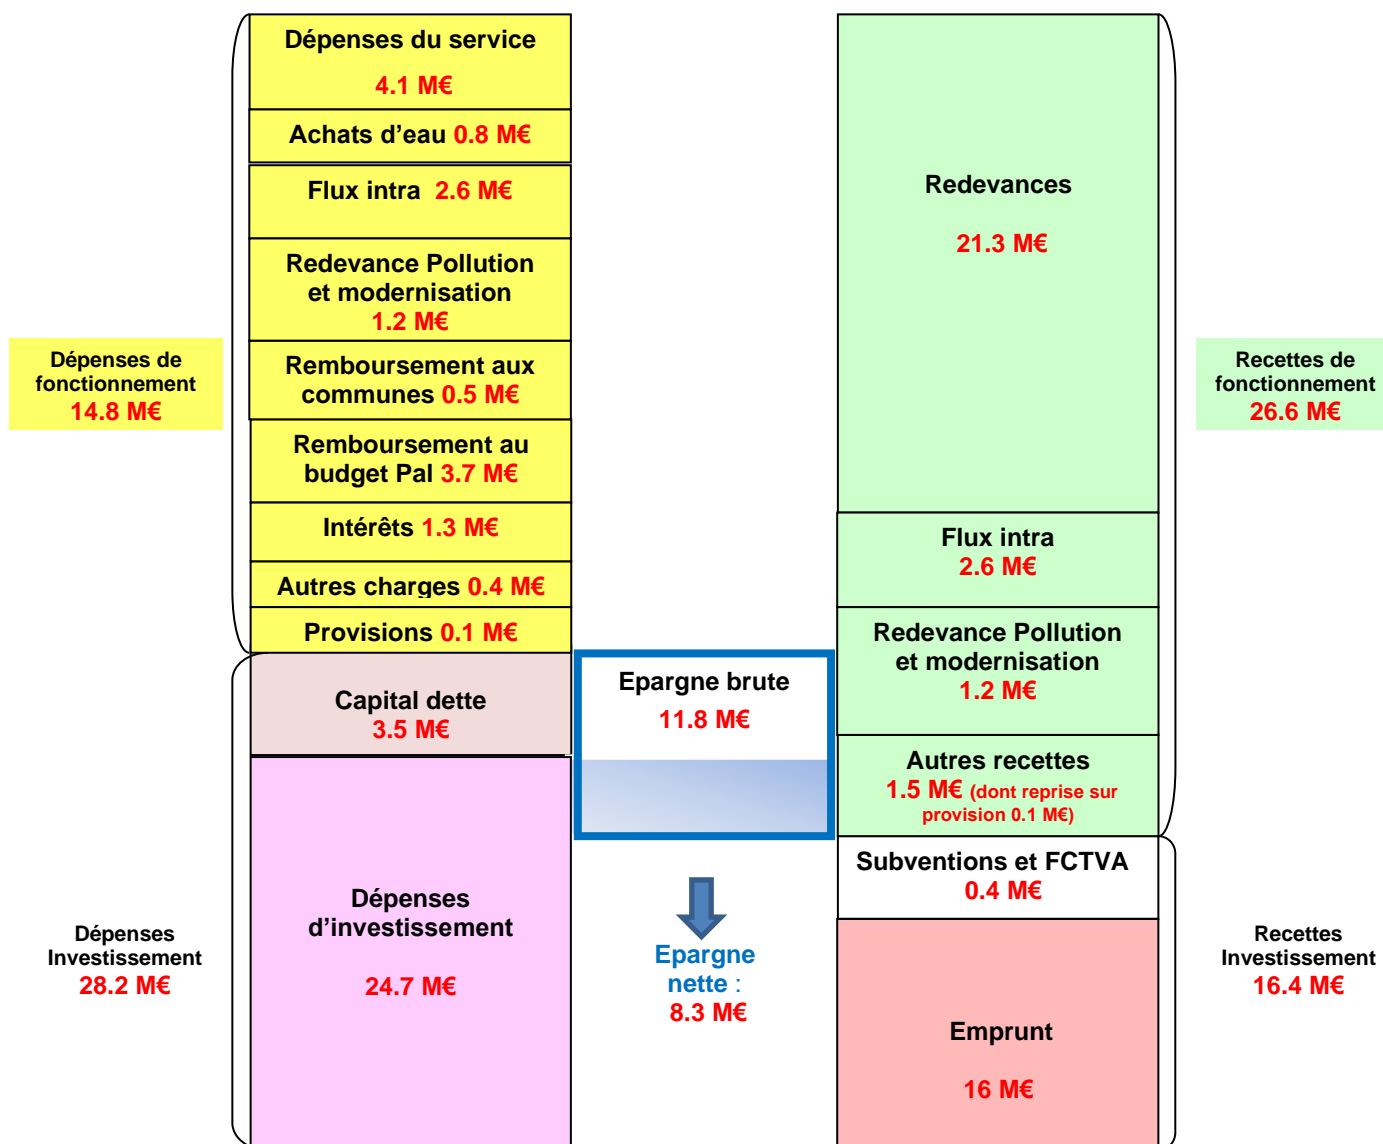 Dépenses du service
4.1 M€
Achats d'eau 0.8 M€
Flux intra 2.6 M€
Redevance Pollution
et modernisation
1.2 M€
Remboursement aux
communes 0.5 M€
Remboursement au
budget Pal 3.7 M€
Intérêts 1.3 M€
Autres charges 0.4 M€
Provisions 0.1 M€
Dépenses de
fonctionnement
14.8 M€
Capital dette
3.5 M€
Dépenses
d'investissement
24.7 M€
Dépenses
Investissement
28.2 M€
Epargne brute
11.8 M€
Epargne
nette :
8.3 M€
Redevances
21.3 M€
Flux intra
2.6 M€
Redevance Pollution
et modernisation
1.2 M€
Autres recettes
1.5 M€ (dont reprise sur
provision 0.1 M€)
Recettes de
fonctionnement
26.6 M€
Subventions et FCTVA
0.4 M€
Emprunt
16 M€
Recettes
Investissement
16.4 M€